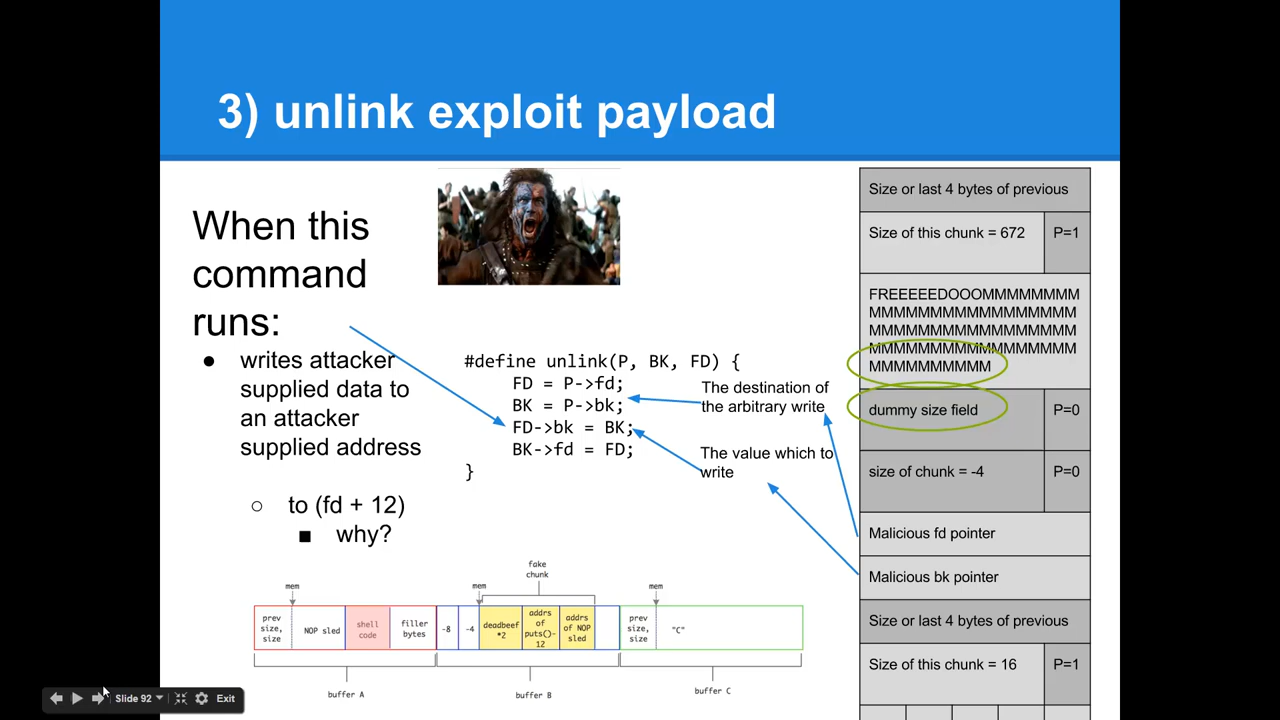 3) unlink exploit payload
When this
command
runs:
● writes attacker
supplied data to
an attacker
supplied address
○ to (fd + 12)
■ why?
#define unlink(P, BK, FD) {
FD = P->fd;
BK = P->bk;
FD->bk = BK;
BK->fd = FD;
}
The destination of
the arbitrary write
The value which to
write
Size or last 4 bytes of previous
Size of this chunk = 672 P=1
FREEEEEDOOOMMMMMMMM
MMMMMMMMMMMMMMMMM
MMMMMMMMMMMMMMMMM
MMMMMMMMMMMMMMMMM
MMMMMMMMMM
dummy size field P=0
size of chunk = -4 P=0
Malicious fd pointer
Malicious bk pointer
Size or last 4 bytes of previous
Size of this chunk = 16 P=1
fake
chunk
mem mem mem
prev
size,
size
NOP sled
shell
code
filler
bytes
-8
-4
deadbeef
*2
addrs
of
puts()-
12
addrs
of NOP
sled
prev
size,
size
"C"
buffer A
buffer B
buffer C
Slide 92
Exit